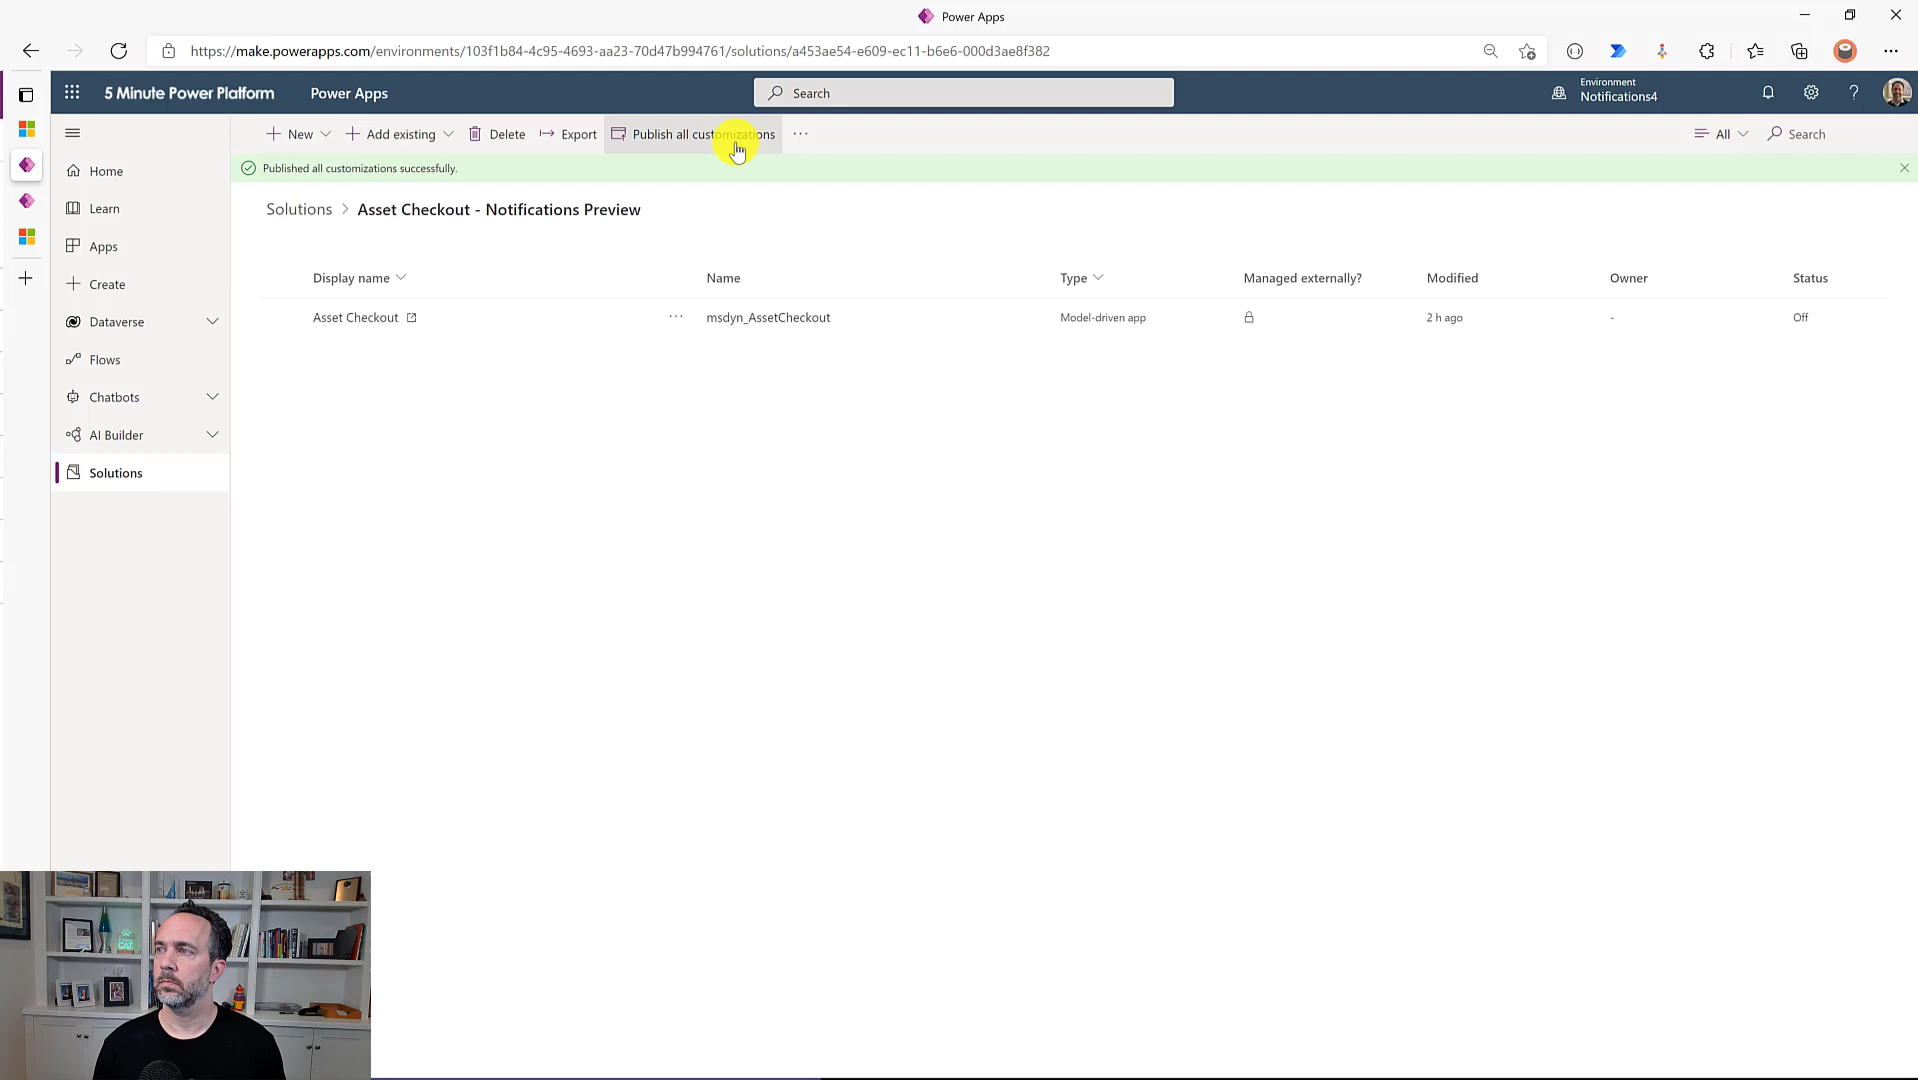 Power Apps
https://make.powerapps.com/environments/103f1b84-4c95-4693-aa23-70d47b994761/solutions/a453ae54-e609-ec11-b6e6-000d3ae8f382
5 Minute Power Platform
Power Apps
Search
Environment
Notifications4
New
Add existing
Delete
Export
Publish all customizations
All
Search
Published all customizations successfully.
Home
Learn
Apps
Create
Dataverse
Flows
Chatbots
AI Builder
Solutions
Solutions > Asset Checkout - Notifications Preview
Display name Name Type Managed externally? Modified Owner Status
Asset Checkout msdyn_AssetCheckout Model-driven app 2 h ago - Off